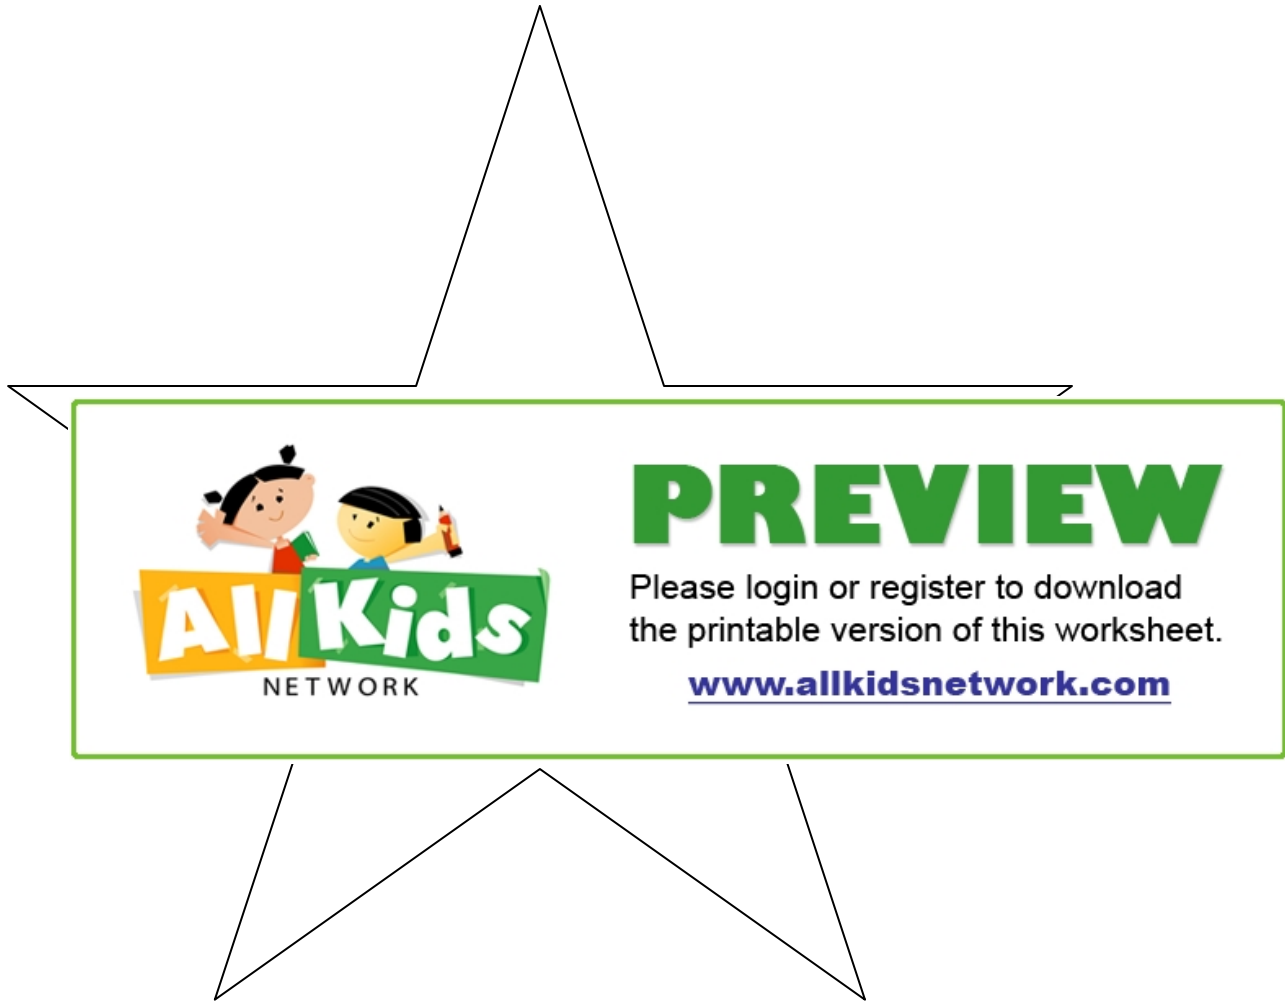 PREVIEW
Please login or register to download
the printable version of this worksheet.
www.allkidsnetwork.com
All Kids
NETWORK